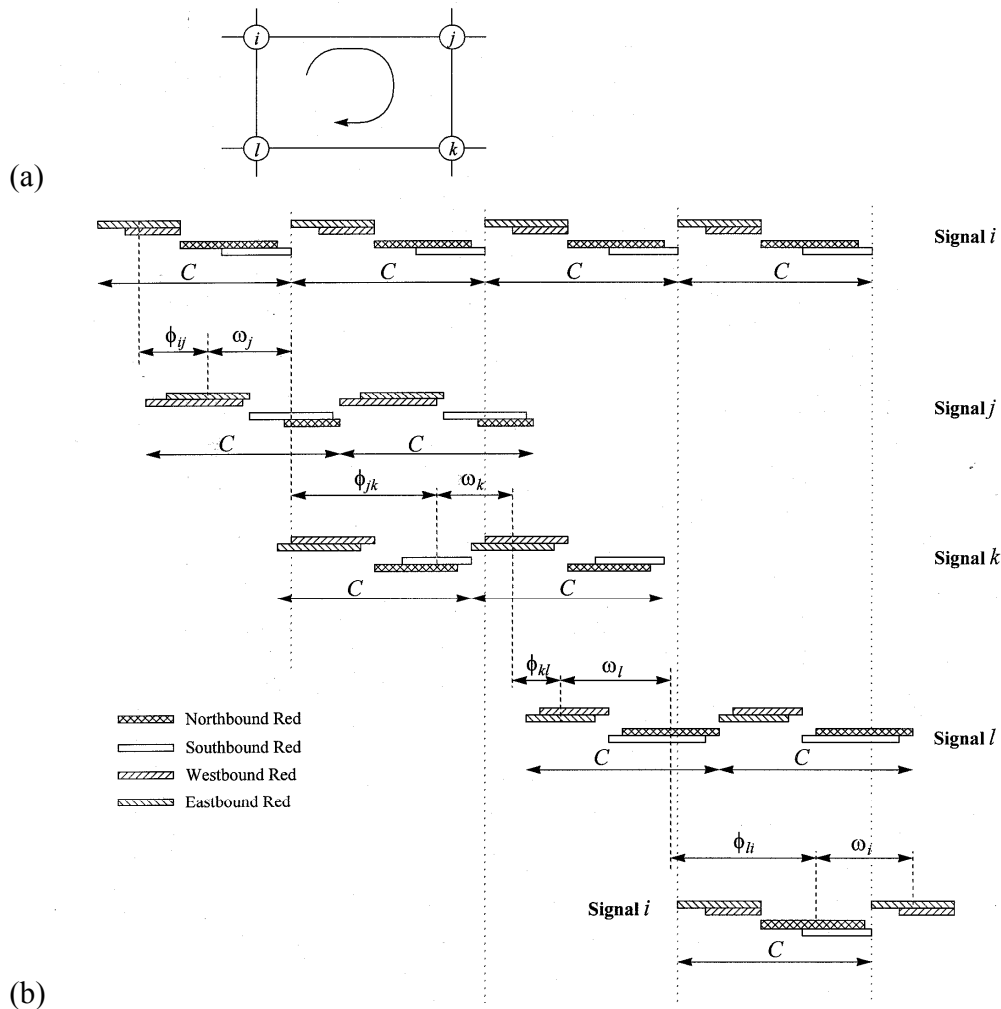 i
j
l
k
(a)
Signal i
C C C C
ϕij ωj
Signal j
C C
ϕjk ωk
Signal k
C C
ϕkl ωl
Northbound Red
Southbound Red
Westbound Red
Eastbound Red
Signal l
C C
ϕli ωi
Signal i
C
(b)